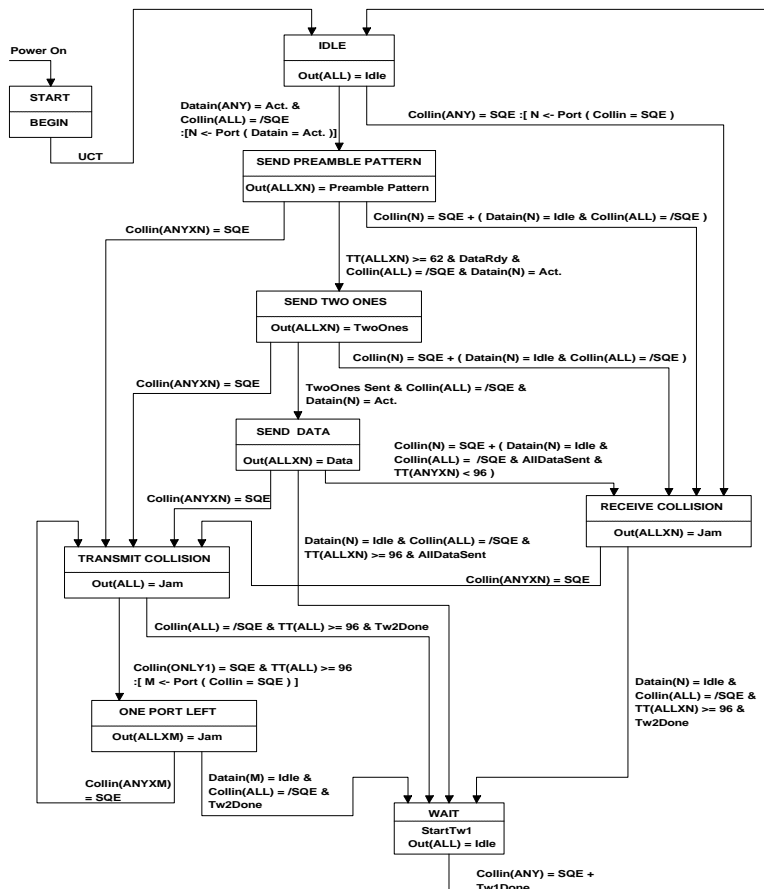 IDLE
Out(ALL) = Idle
Power On
START
BEGIN
UCT
Datain(ANY) = Act. &
Collin(ALL) = /SQE
:[N <- Port ( Datain = Act. )]
Collin(ANY) = SQE :[ N <- Port ( Collin = SQE )
SEND PREAMBLE PATTERN
Out(ALLXN) = Preamble Pattern
Collin(ANYXN) = SQE
Collin(N) = SQE + ( Datain(N) = Idle & Collin(ALL) = /SQE )
TT(ALLXN) >= 62 & DataRdy &
Collin(ALL) = /SQE & Datain(N) = Act.
SEND TWO ONES
Out(ALLXN) = TwoOnes
Collin(N) = SQE + ( Datain(N) = Idle & Collin(ALL) = /SQE )
Collin(ANYXN) = SQE
TwoOnes Sent & Collin(ALL) = /SQE &
Datain(N) = Act.
SEND DATA
Out(ALLXN) = Data
Collin(N) = SQE + ( Datain(N) = Idle &
Collin(ALL) = /SQE & AllDataSent &
TT(ANYXN) < 96 )
Collin(ANYXN) = SQE
RECEIVE COLLISION
Out(ALLXN) = Jam
Datain(N) = Idle & Collin(ALL) = /SQE &
TT(ALLXN) >= 96 & AllDataSent
TRANSMIT COLLISION
Out(ALL) = Jam
Collin(ANYXN) = SQE
Collin(ALL) = /SQE & TT(ALL) >= 96 & Tw2Done
Collin(ONLY1) = SQE & TT(ALL) >= 96
:[ M <- Port ( Collin = SQE ) ]
Datain(N) = Idle &
Collin(ALL) = /SQE &
TT(ALLXN) >= 96 &
Tw2Done
ONE PORT LEFT
Out(ALLXM) = Jam
Collin(ANYXM)
= SQE
Datain(M) = Idle &
Collin(ALL) = /SQE &
Tw2Done
WAIT
StartTw1
Out(ALL) = Idle
Collin(ANY) = SQE +
Tw1Done